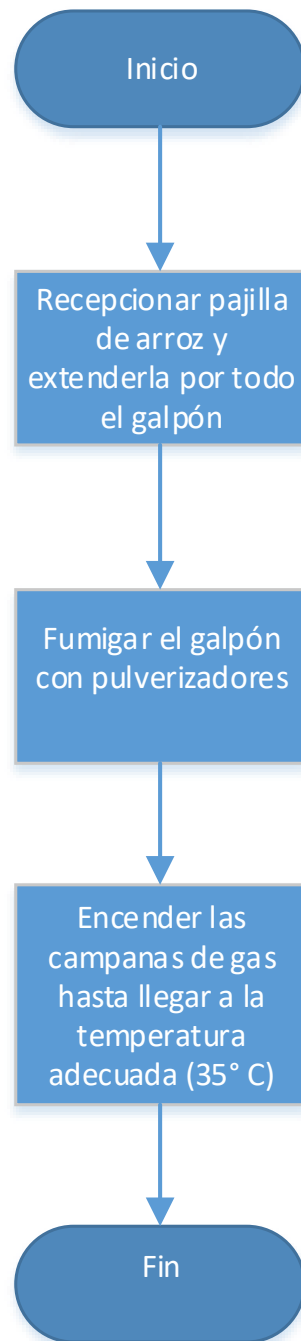 Inicio
Recepcionar pajilla
de arroz y
extenderla por todo
el galpón
Fumigar el galpón
con pulverizadores
Encender las
campanas de gas
hasta llegar a la
temperatura
adecuada (35° C)
Fin